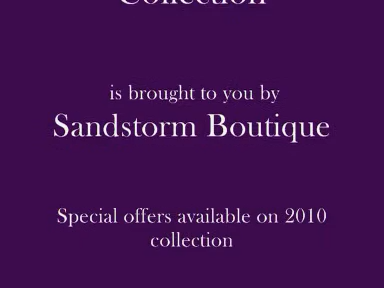 Collection
is brought to you by
Sandstorm Boutique
Special offers available on 2010
collection